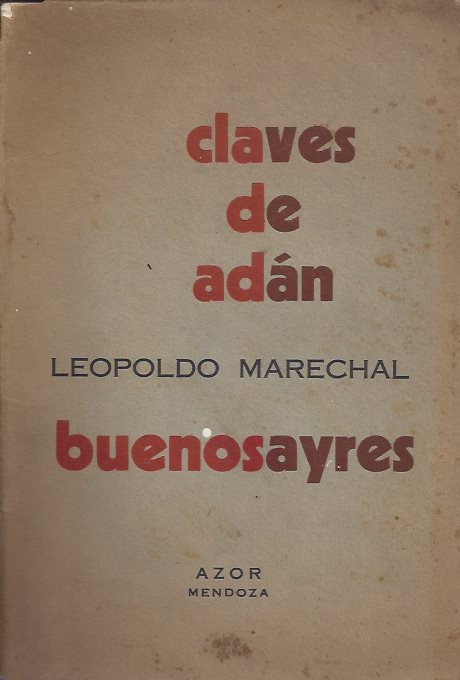 claves
de
adán
LEOPOLDO MARECHAL
buenosayres
AZOR
MENDOZA